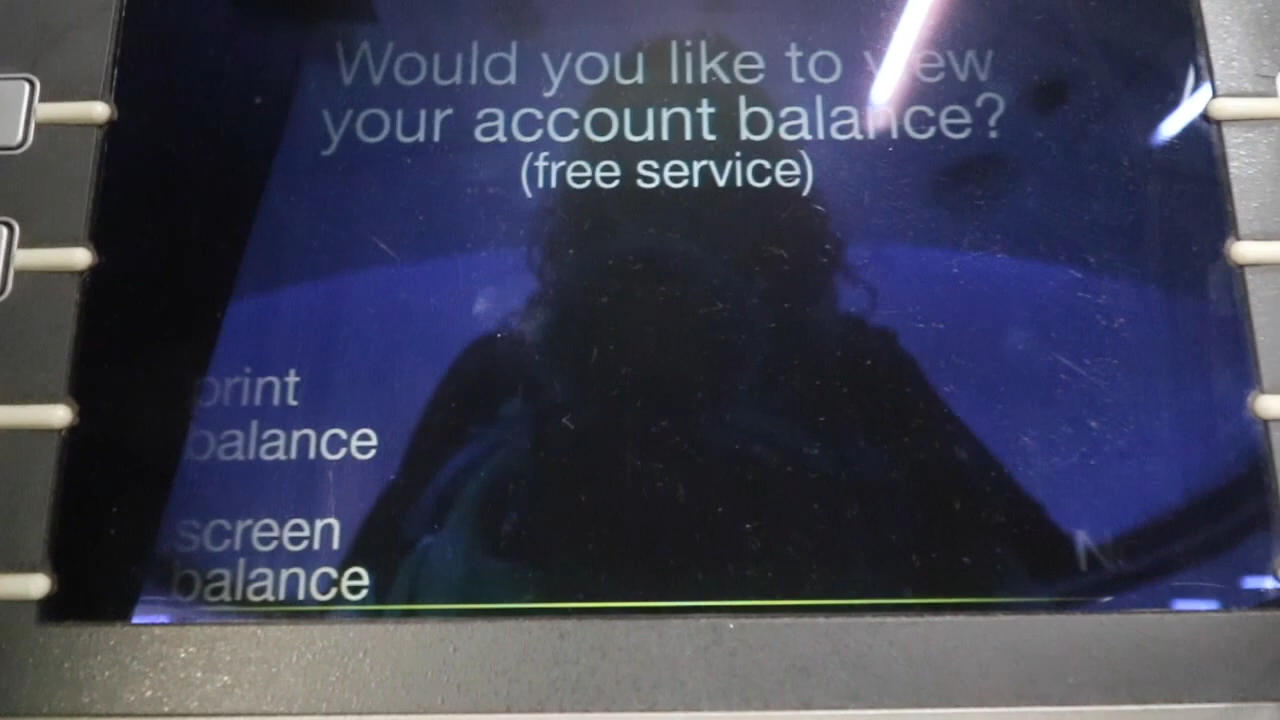 Would you like to view
your account balance?
(free service)
print
balance
screen
balance